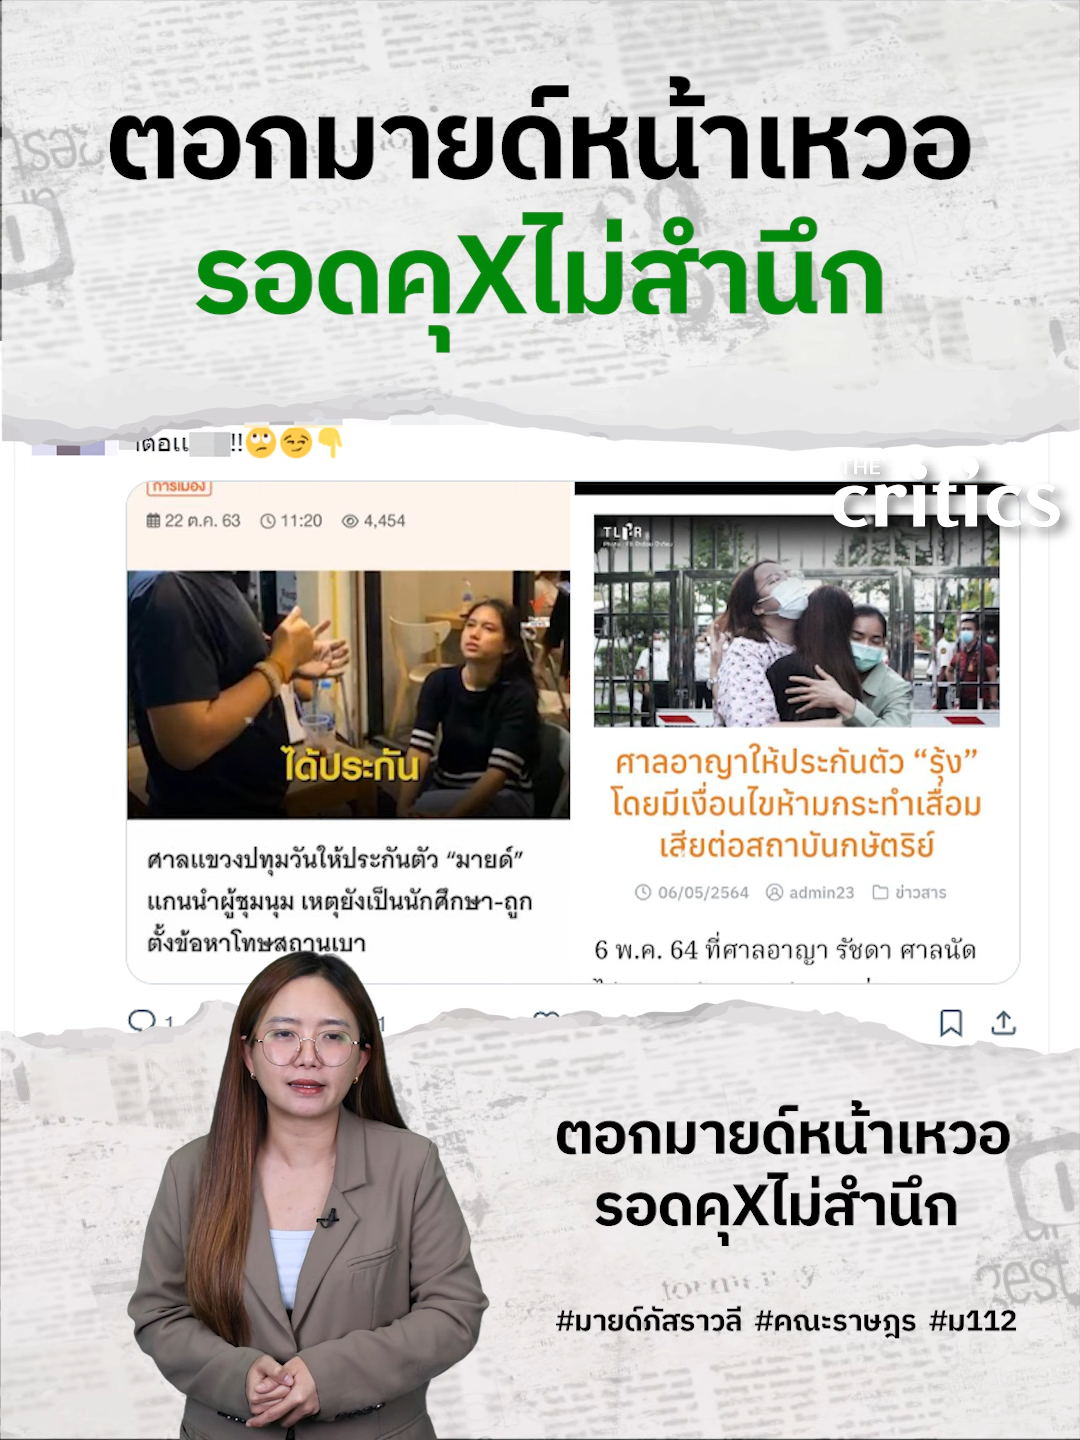 ตอกมายด์หน้าเหวอ
รอดคุXไม่สำนึก
!!🙄😏👇
THE
critics
การเมือง
22 ต.ค. 63 11:20 4,454
ได้ประกัน
ศาลแขวงปทุมวันให้ประกันตัว “มายด์”
แกนนำผู้ชุมนุม เหตุยังเป็นนักศึกษา-ถูก
ตั้งข้อหาโทษสถานเบา
TLHR
ศาลอาญาให้ประกันตัว “รุ้ง”
โดยมีเงื่อนไขห้ามกระทำเสื่อม
เสียต่อสถาบันกษัตริย์
06/05/2564 admin23 ข่าวสาร
6 พ.ค. 64 ที่ศาลอาญา รัชดา ศาลนัด
1
1
ตอกมายด์หน้าเหวอ
รอดคุXไม่สำนึก
#มายด์ภัสราวลี #คณะราษฎร #ม112